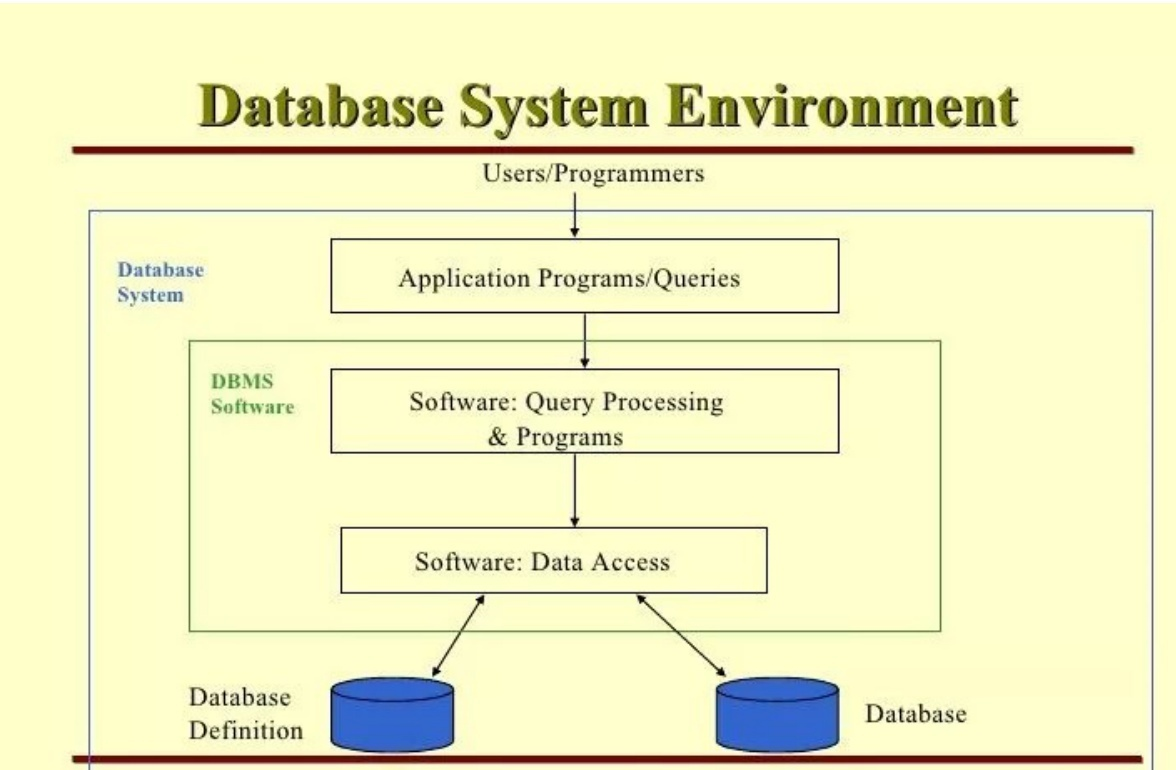 Database System Environment
Users/Programmers
Database
System
Application Programs/Queries
DBMS
Software
Software: Query Processing
& Programs
Software: Data Access
Database
Definition
Database